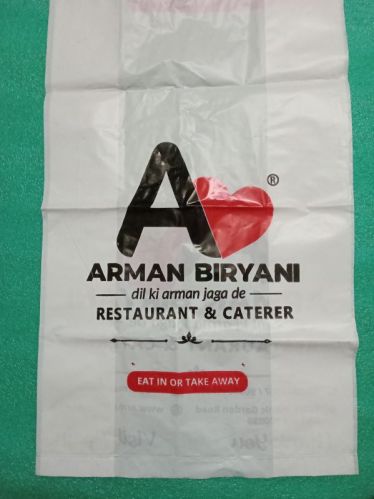 A
®
ARMAN BIRYANI
dil ki arman jaga de
RESTAURANT & CATERER
EAT IN OR TAKE AWAY